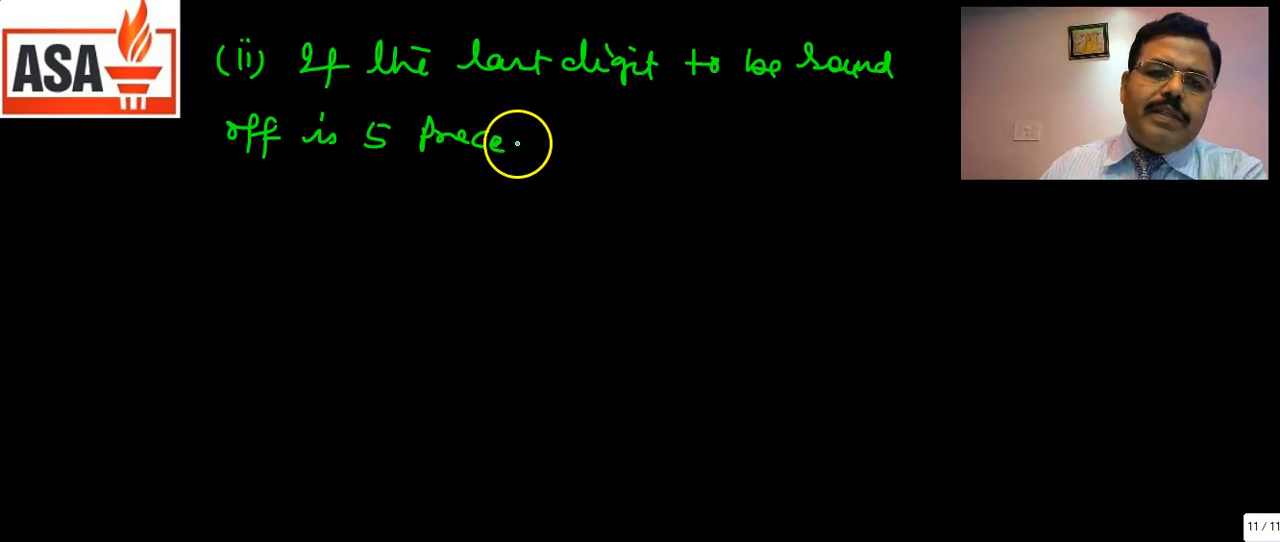 ASA
(ii) If the last digit to be round
off is 5 prece
11 / 11